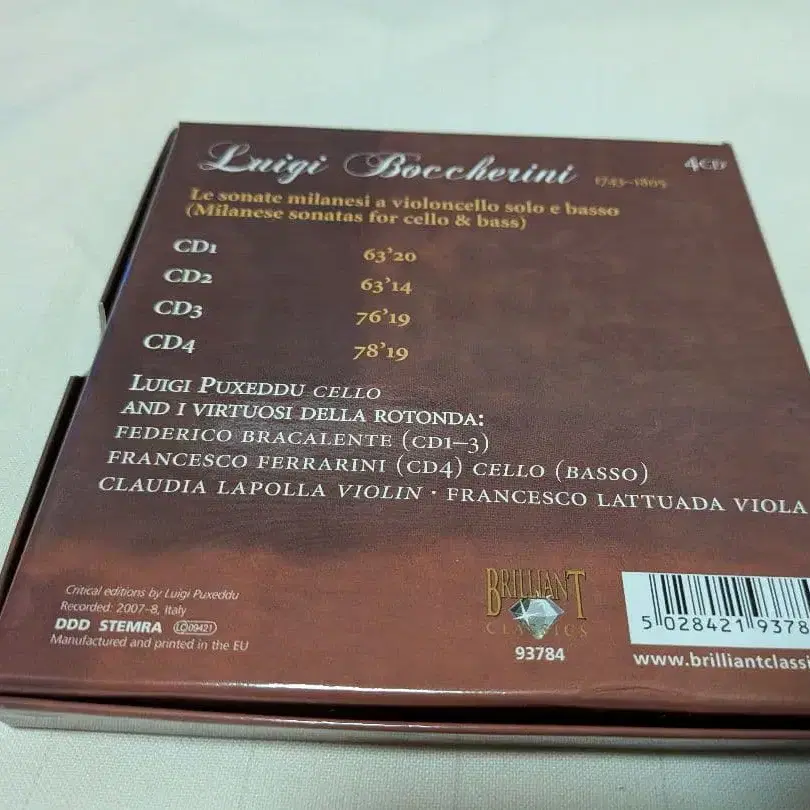 Luigi Boccherini 1743–1805 4CD
Le sonate milanesi a violoncello solo e basso
(Milanese sonatas for cello & bass)
CD1 63'20
CD2 63'14
CD3 76'19
CD4 78'19
LUIGI PUXEDDU CELLO
AND I VIRTUOSI DELLA ROTONDA:
FEDERICO BRACALENTE (CD1–3)
FRANCESCO FERRARINI (CD4) CELLO (BASSO)
CLAUDIA LAPOLLA VIOLIN · FRANCESCO LATTUADA VIOLA
Critical editions by Luigi Puxeddu
Recorded: 2007–8, Italy
DDD STEMRA LC09421
Manufactured and printed in the EU
BRILLIANT
CLASSICS
93784
5 028421 9378
www.brilliantclassi